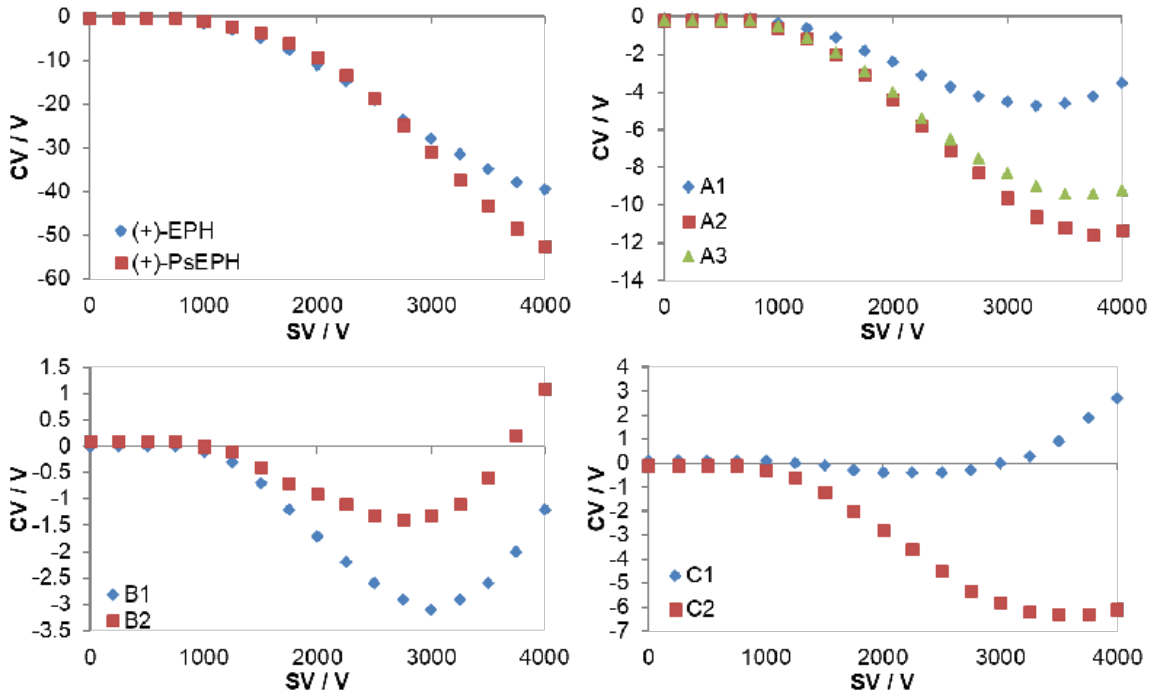 0
-10
-20
-30
-40
-50
-60
CV / V
(+)-EPH
(+)-PsEPH
0 1000 2000 3000 4000
SV / V
0
-2
-4
-6
-8
-10
-12
-14
CV / V
A1
A2
A3
0 1000 2000 3000 4000
SV / V
1.5
1
0.5
0
-0.5
-1
-1.5
-2
-2.5
-3
-3.5
CV / V
B1
B2
0 1000 2000 3000 4000
SV / V
4
3
2
1
0
-1
-2
-3
-4
-5
-6
-7
CV / V
C1
C2
0 1000 2000 3000 4000
SV / V